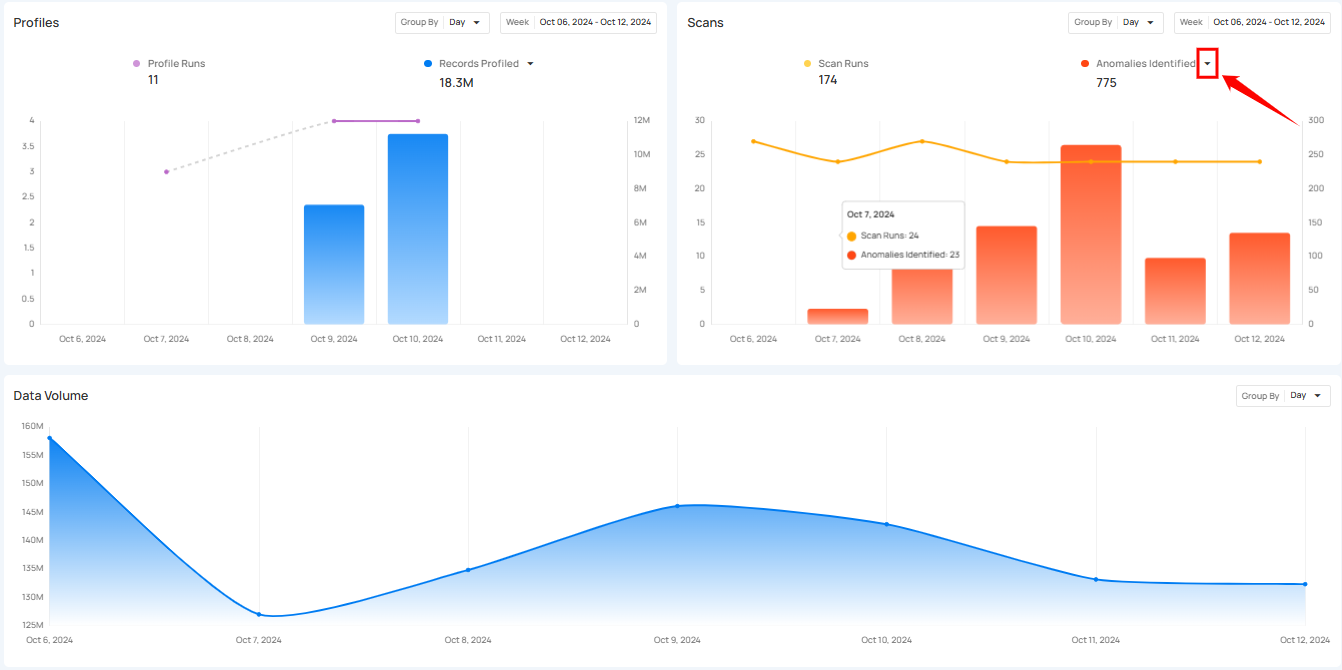 Profiles
Group By Day
Week Oct 06, 2024 - Oct 12, 2024
Profile Runs
11
Records Profiled
18.3M
4
3.5
3
2.5
2
1.5
1
0.5
0
12M
10M
8M
6M
4M
2M
0
Oct 6, 2024 Oct 7, 2024 Oct 8, 2024 Oct 9, 2024 Oct 10, 2024 Oct 11, 2024 Oct 12, 2024
Scans
Group By Day
Week Oct 06, 2024 - Oct 12, 2024
Scan Runs
174
Anomalies Identified
775
30
25
20
15
10
5
0
300
250
200
150
100
50
0
Oct 7, 2024
Scan Runs: 24
Anomalies Identified: 23
Oct 6, 2024 Oct 7, 2024 Oct 8, 2024 Oct 9, 2024 Oct 10, 2024 Oct 11, 2024 Oct 12, 2024
Data Volume
Group By Day
160M
155M
150M
145M
140M
135M
130M
125M
Oct 6, 2024 Oct 7, 2024 Oct 8, 2024 Oct 9, 2024 Oct 10, 2024 Oct 11, 2024 Oct 12, 2024